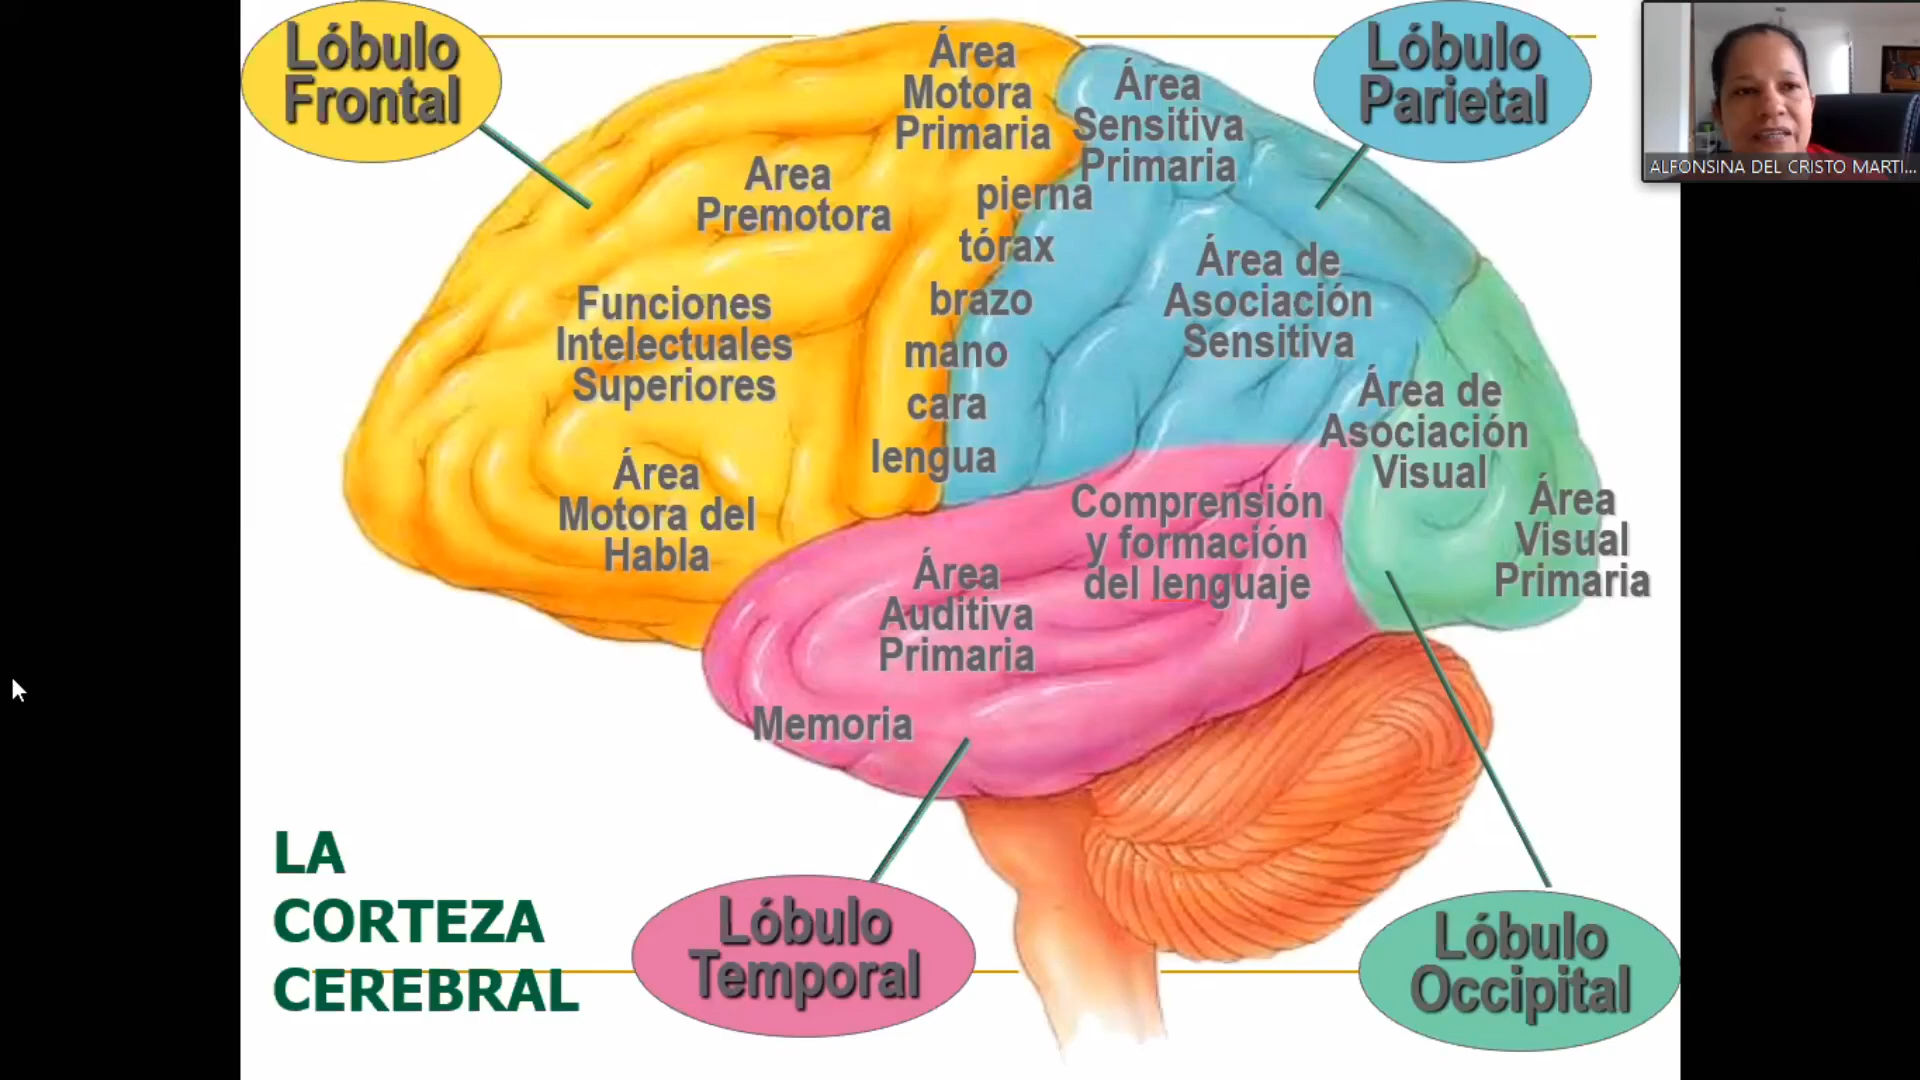 Lóbulo
Frontal
Área
Motora
Primaria
Área
Sensitiva
Primaria
Lóbulo
Parietal
ALFONSINA DEL CRISTO MARTI...
Area
Premotora
pierna
tórax
brazo
mano
cara
lengua
Área de
Asociación
Sensitiva
Funciones
Intelectuales
Superiores
Área de
Asociación
Visual
Área
Motora del
Habla
Comprensión
y formación
del lenguaje
Área
Visual
Primaria
Área
Auditiva
Primaria
Memoria
LA
CORTEZA
CEREBRAL
Lóbulo
Temporal
Lóbulo
Occipital